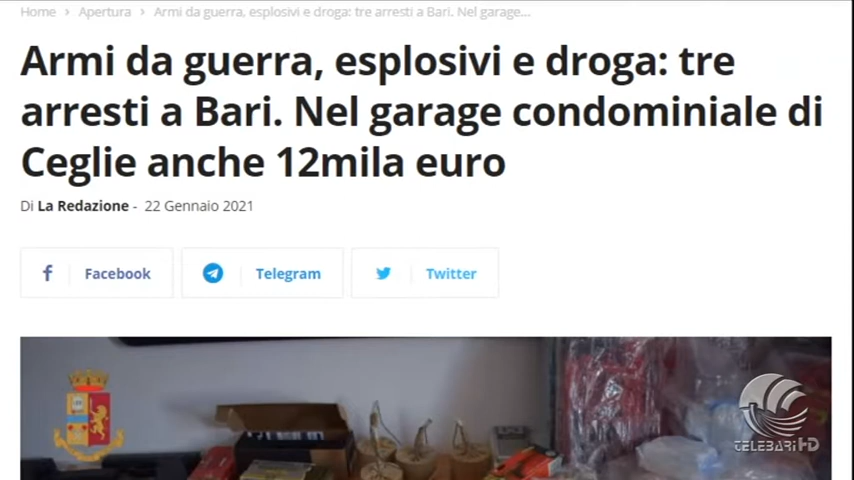 Home > Apertura > Armi da guerra, esplosivi e droga: tre arresti a Bari. Nel garage...
Armi da guerra, esplosivi e droga: tre
arresti a Bari. Nel garage condominiale di
Ceglie anche 12mila euro
Di La Redazione - 22 Gennaio 2021
Facebook
Telegram
Twitter
TELEBARI HD